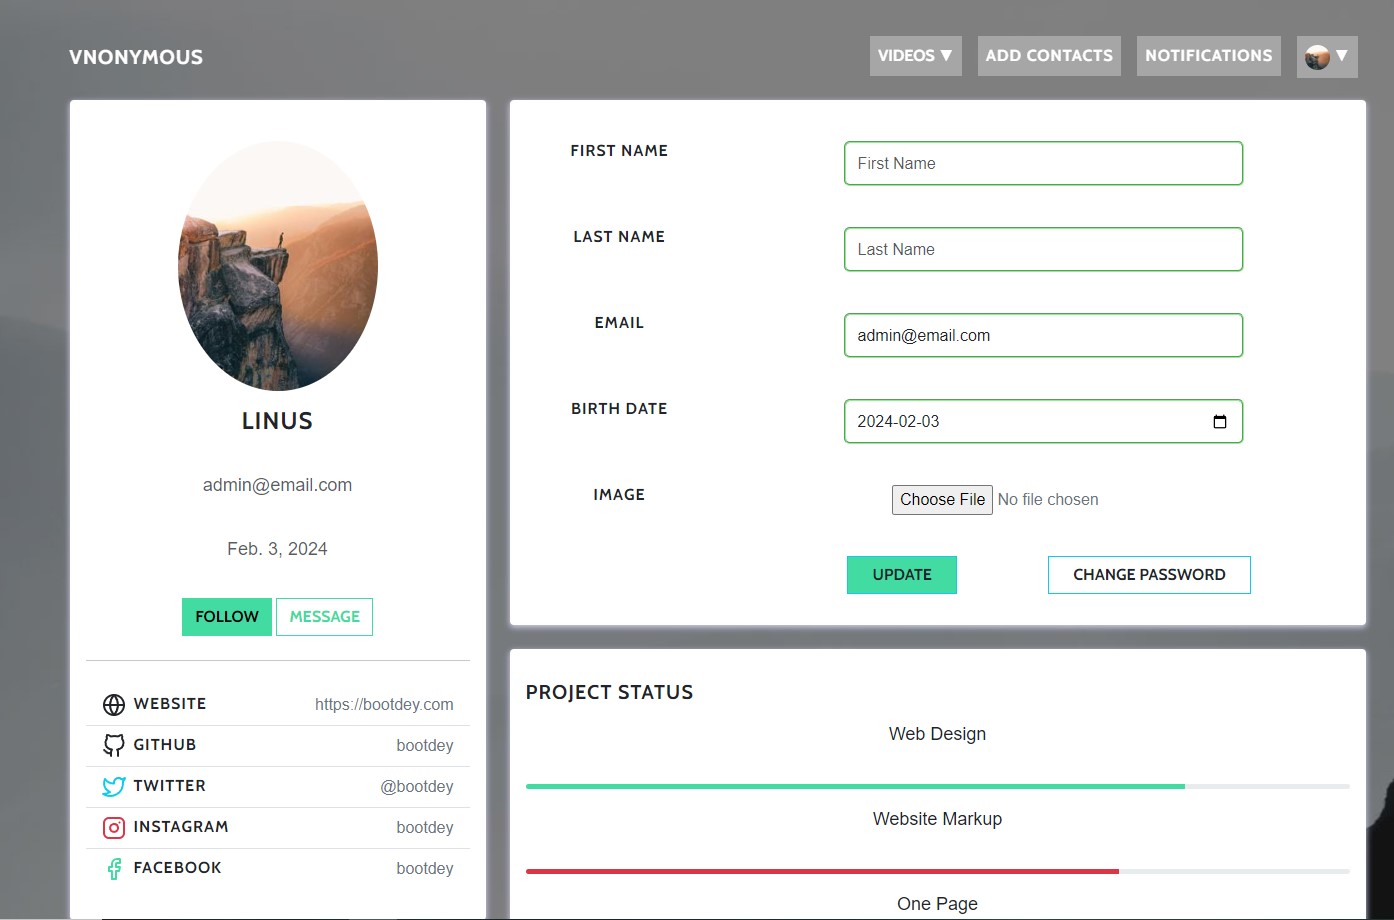 VNONYMOUS
VIDEOS ▼
ADD CONTACTS
NOTIFICATIONS
▼
LINUS
admin@email.com
Feb. 3, 2024
FOLLOW
MESSAGE
WEBSITE https://bootdey.com
GITHUB bootdey
TWITTER @bootdey
INSTAGRAM bootdey
FACEBOOK bootdey
FIRST NAME First Name
LAST NAME Last Name
EMAIL admin@email.com
BIRTH DATE 2024-02-03
IMAGE Choose File No file chosen
UPDATE
CHANGE PASSWORD
PROJECT STATUS
Web Design
Website Markup
One Page